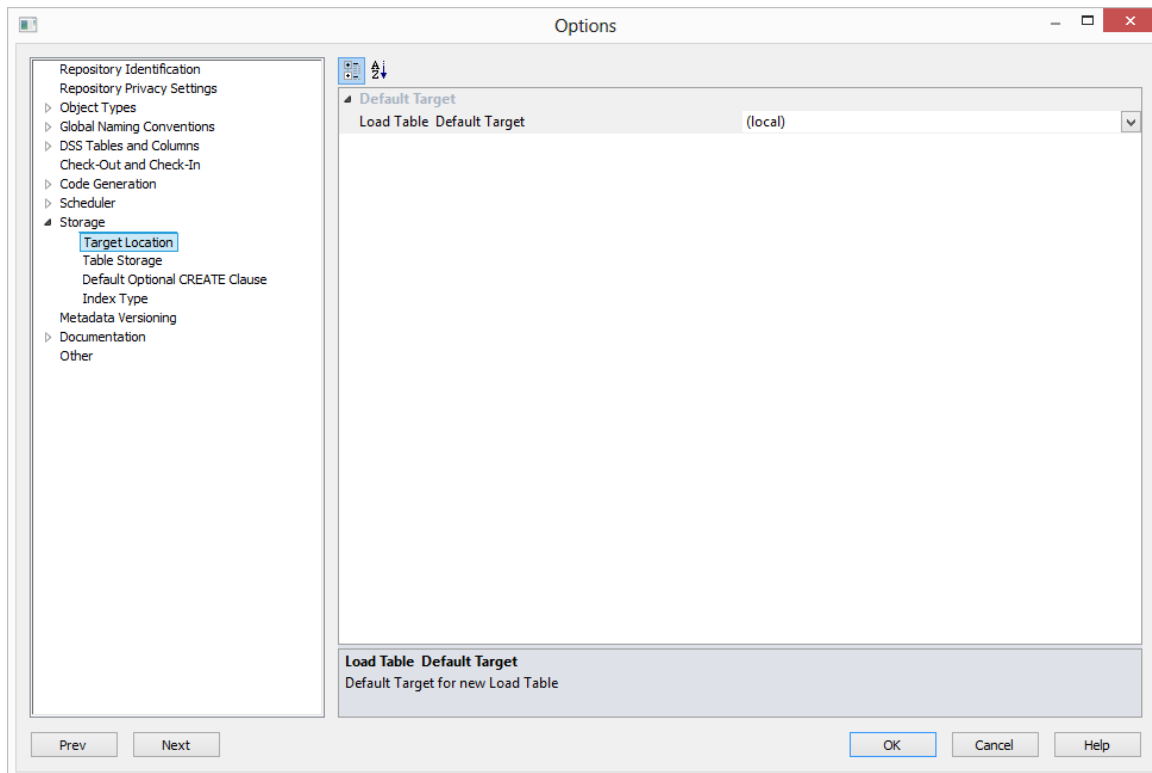 Options
Repository Identification
Repository Privacy Settings
Object Types
Global Naming Conventions
DSS Tables and Columns
Check-Out and Check-In
Code Generation
Scheduler
Storage
Target Location
Table Storage
Default Optional CREATE Clause
Index Type
Metadata Versioning
Documentation
Other
Default Target
Load Table Default Target (local)
Load Table Default Target
Default Target for new Load Table
Prev Next OK Cancel Help